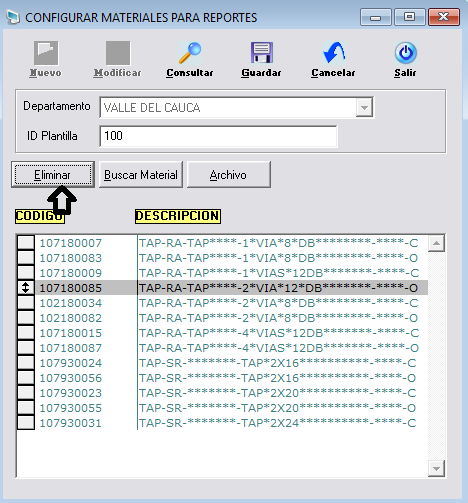 CONFIGURAR MATERIALES PARA REPORTES
Nuevo Modificar Consultar Guardar Cancelar Salir
Departamento VALLE DEL CAUCA
ID Plantilla 100
Eliminar Buscar Material Archivo
CODIGO DESCRIPCION
107180007 TAP-RA-TAP****-1*VIA*8*DB********-****-C
107180083 TAP-RA-TAP****-1*VIA*8*DB********-****-O
107180009 TAP-RA-TAP****-1*VIAS*12DB********-****-C
107180085 TAP-RA-TAP****-2*VIA*12*DB********-****-O
102180034 TAP-RA-TAP****-2*VIAS*8*DB********-****-C
102180082 TAP-RA-TAP****-2*VIAS*8*DB********-****-O
107180015 TAP-RA-TAP****-4*VIAS*12DB********-****-C
107180087 TAP-RA-TAP****-4*VIAS*12DB********-****-O
107930024 TAP-SR-*******-TAP*2X16**********-****-C
107930056 TAP-SR-*******-TAP*2X16**********-****-O
107930023 TAP-SR-*******-TAP*2X20**********-****-C
107930055 TAP-SR-*******-TAP*2X20**********-****-O
107930031 TAP-SR-*******-TAP*2X24**********-****-C